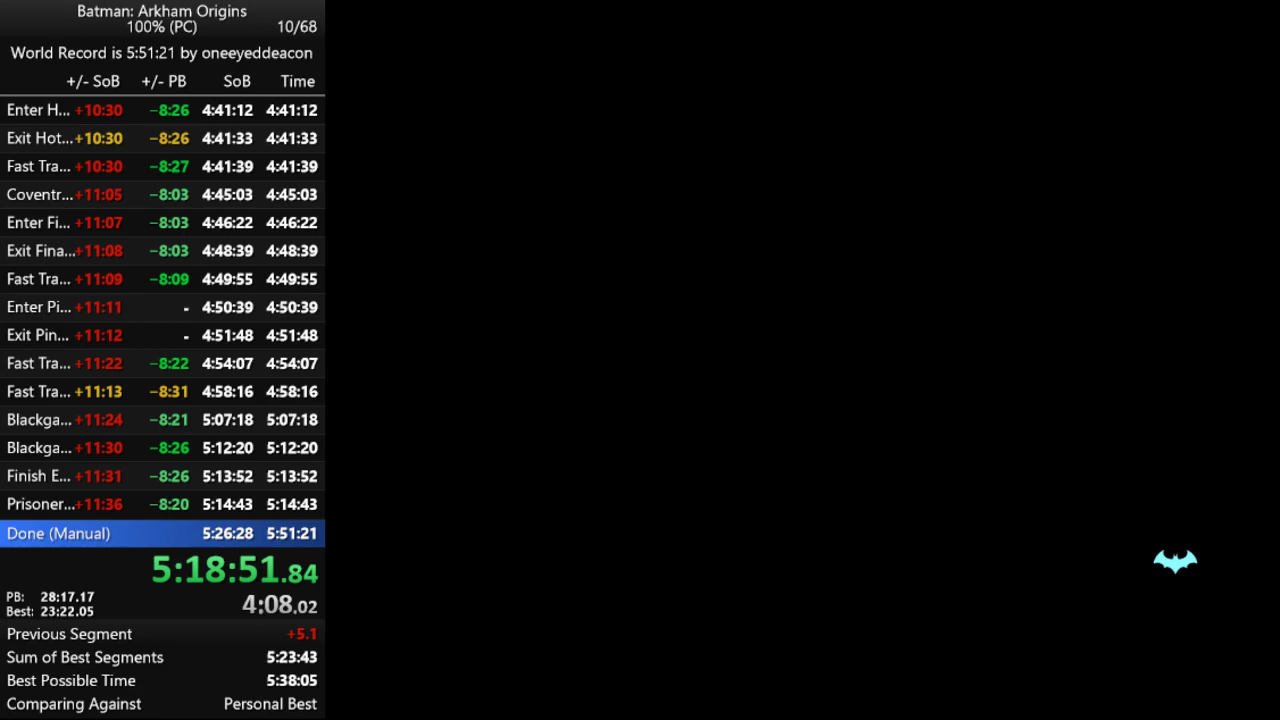 Batman: Arkham Origins
100% (PC) 10/68
World Record is 5:51:21 by oneeyeddeacon
+/- SoB +/- PB SoB Time
Enter H... +10:30 −8:26 4:41:12 4:41:12
Exit Hot... +10:30 −8:26 4:41:33 4:41:33
Fast Tra... +10:30 −8:27 4:41:39 4:41:39
Coventr... +11:05 −8:03 4:45:03 4:45:03
Enter Fi... +11:07 −8:03 4:46:22 4:46:22
Exit Fina... +11:08 −8:03 4:48:39 4:48:39
Fast Tra... +11:09 −8:09 4:49:55 4:49:55
Enter Pi... +11:11 - 4:50:39 4:50:39
Exit Pin... +11:12 - 4:51:48 4:51:48
Fast Tra... +11:22 −8:22 4:54:07 4:54:07
Fast Tra... +11:13 −8:31 4:58:16 4:58:16
Blackga... +11:24 −8:21 5:07:18 5:07:18
Blackga... +11:30 −8:26 5:12:20 5:12:20
Finish E... +11:31 −8:26 5:13:52 5:13:52
Prisoner... +11:36 −8:20 5:14:43 5:14:43
Done (Manual) 5:26:28 5:51:21
5:18:51.84
PB: 28:17.17
Best: 23:22.05
4:08.02
Previous Segment +5.1
Sum of Best Segments 5:23:43
Best Possible Time 5:38:05
Comparing Against Personal Best